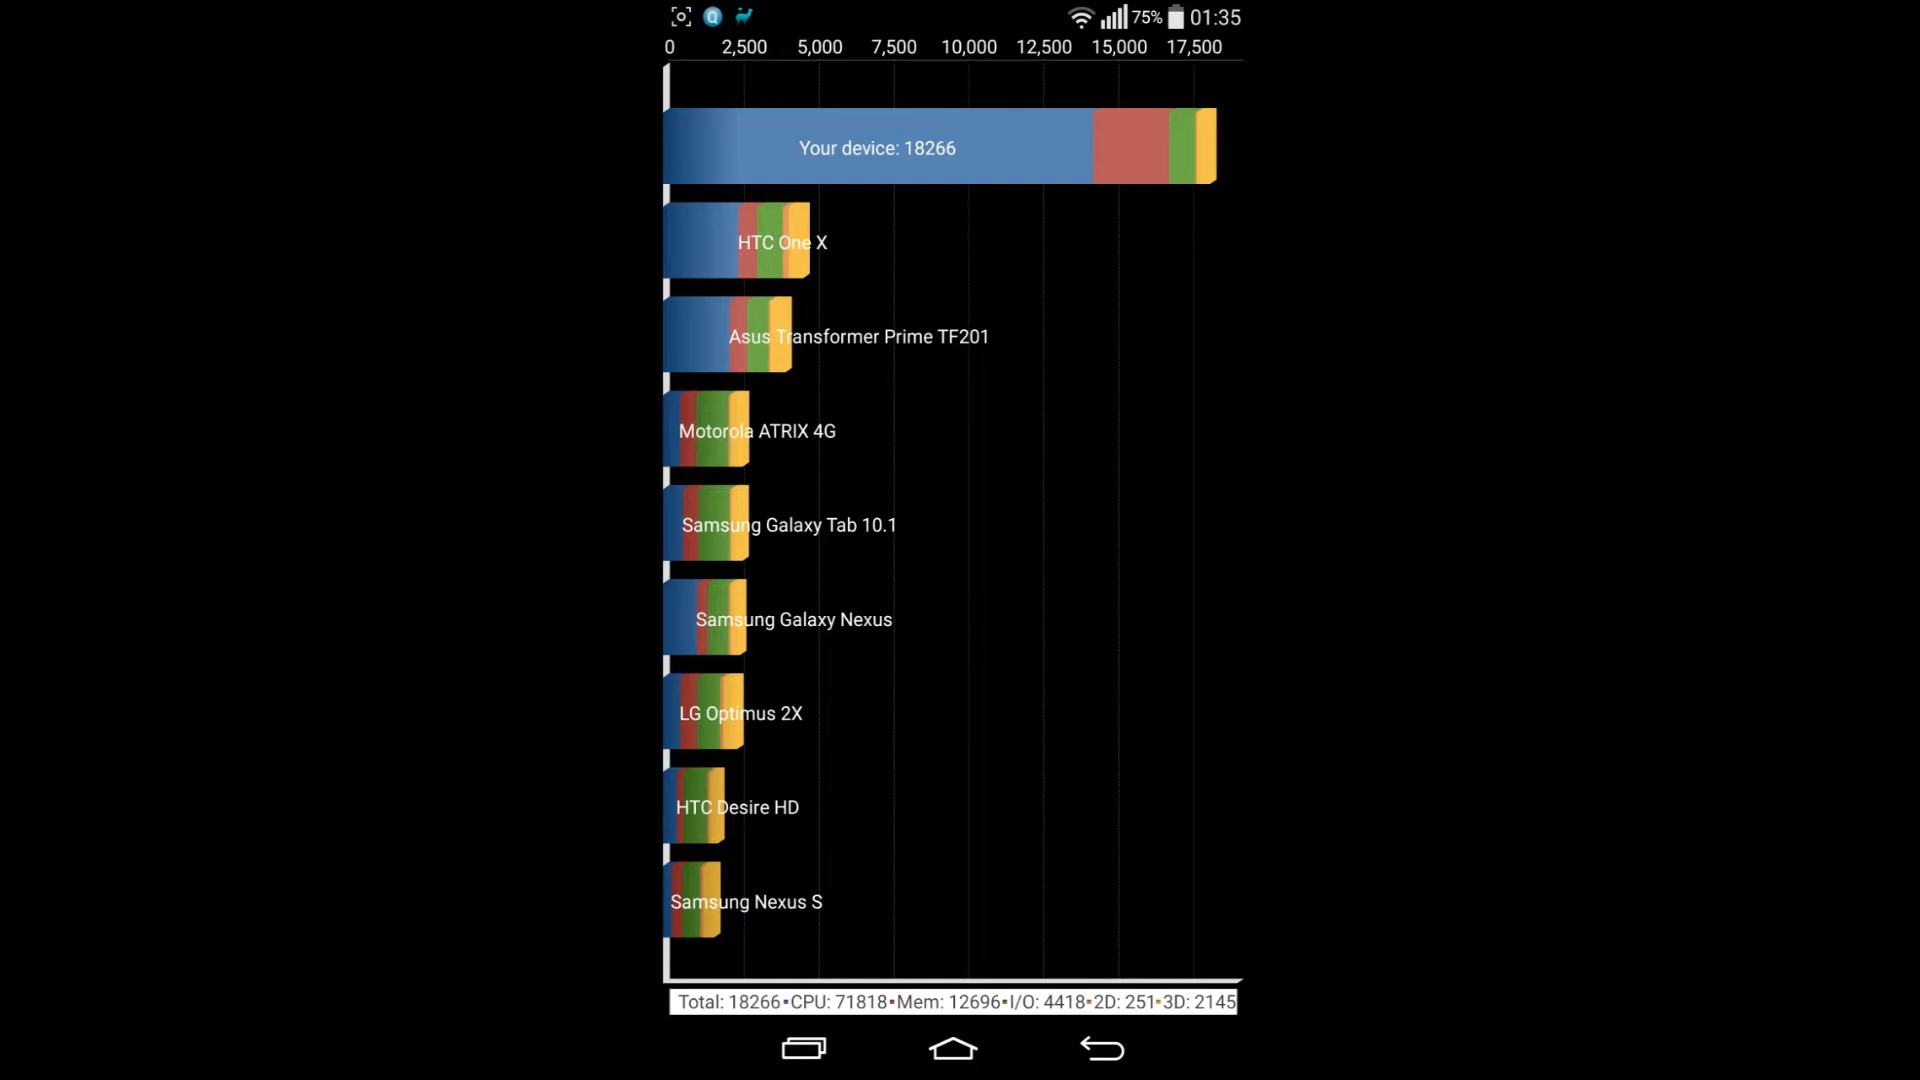 75% 01:35
0 2,500 5,000 7,500 10,000 12,500 15,000 17,500
Your device: 18266
HTC One X
Asus Transformer Prime TF201
Motorola ATRIX 4G
Samsung Galaxy Tab 10.1
Samsung Galaxy Nexus
LG Optimus 2X
HTC Desire HD
Samsung Nexus S
Total: 18266 CPU: 71818 Mem: 12696 I/O: 4418 2D: 251 3D: 2145